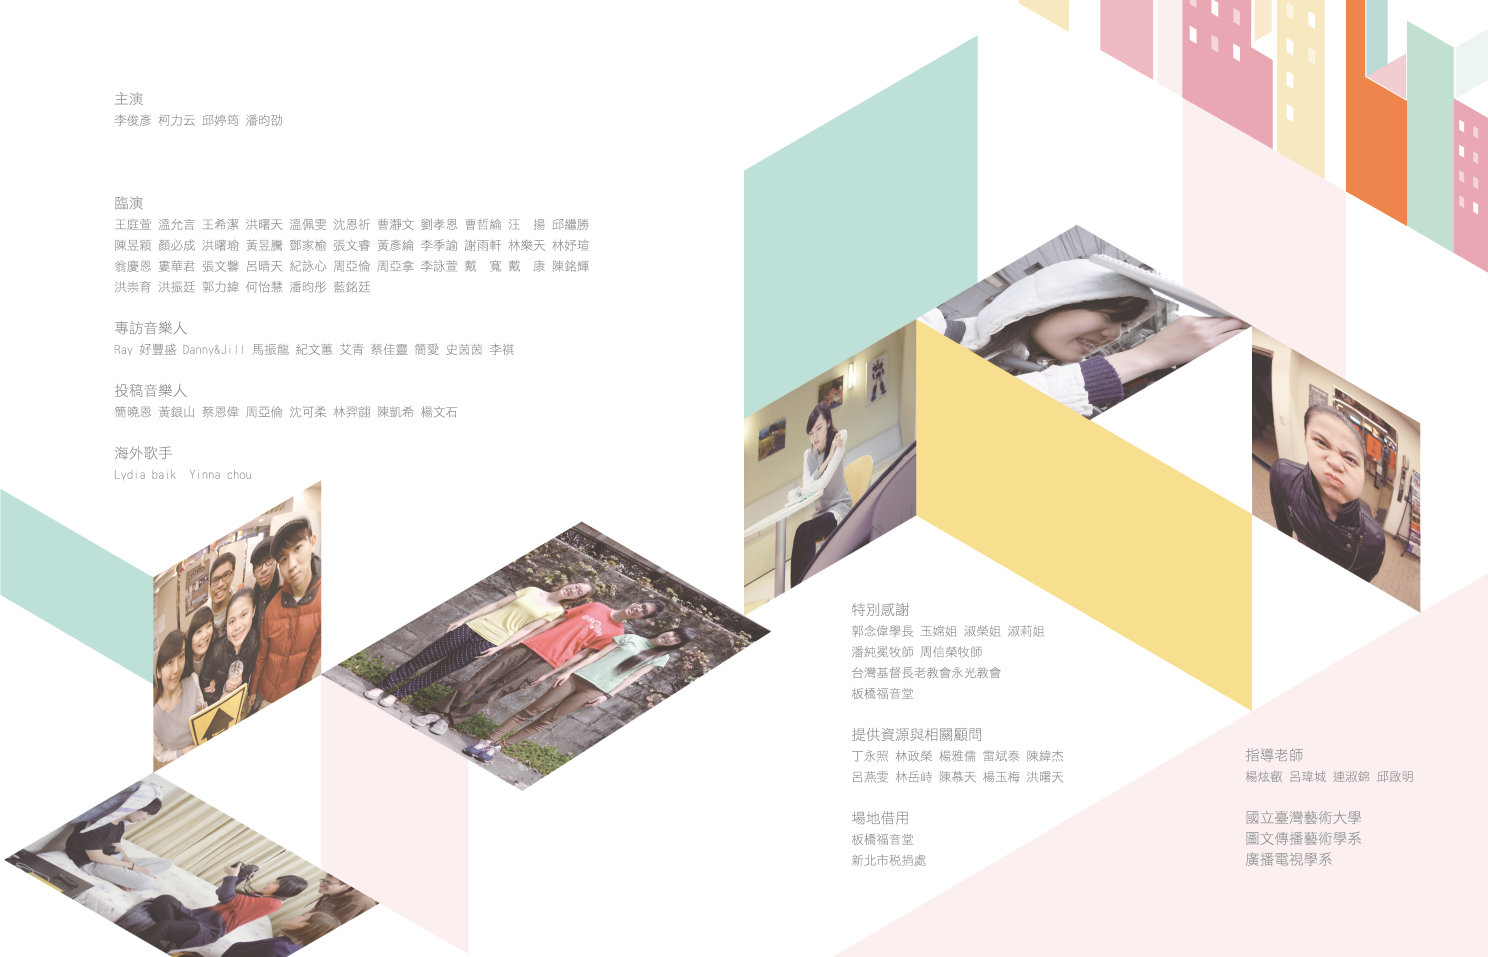 主演
李俊彥 柯力云 邱婷筠 潘昀劭
臨演
王庭萱 溫允言 王希潔 洪曙天 溫佩雯 沈恩祈 曹瀞文 劉孝恩 曹哲綸 汪　揚 邱繼勝
陳昱穎 顏必成 洪曙瑜 黃昱騰 鄧家榆 張文睿 黃彥綸 李季諭 謝雨軒 林樂天 林妤瑄
翁慶恩 婁華君 張文馨 呂晴天 紀詠心 周亞倫 周亞拿 李詠萱 戴　寬 戴　康 陳銘輝
洪崇育 洪振廷 郭力緯 何怡慧 潘昀彤 藍銘廷
專訪音樂人
Ray 好豐盛 Danny&Jill 馬振龍 紀文蕙 艾青 蔡佳靈 簡愛 史茵茵 李祺
投稿音樂人
簡曉恩 黃銀山 蔡恩偉 周亞倫 沈可柔 林羿翮 陳凱希 楊文石
海外歌手
Lydia baik　Yinna chou
特別感謝
郭念偉學長 玉嫦姐 淑榮姐 淑莉姐
潘純冕牧師 周信榮牧師
台灣基督長老教會永光教會
板橋福音堂
提供資源與相關顧問
丁永照 林政榮 楊雅儒 雷斌泰 陳緯杰
呂燕雯 林岳峙 陳慕天 楊玉梅 洪曙天
場地借用
板橋福音堂
新北市稅捐處
指導老師
楊炫叡 呂瑋城 連淑錦 邱啟明
國立臺灣藝術大學
圖文傳播藝術學系
廣播電視學系